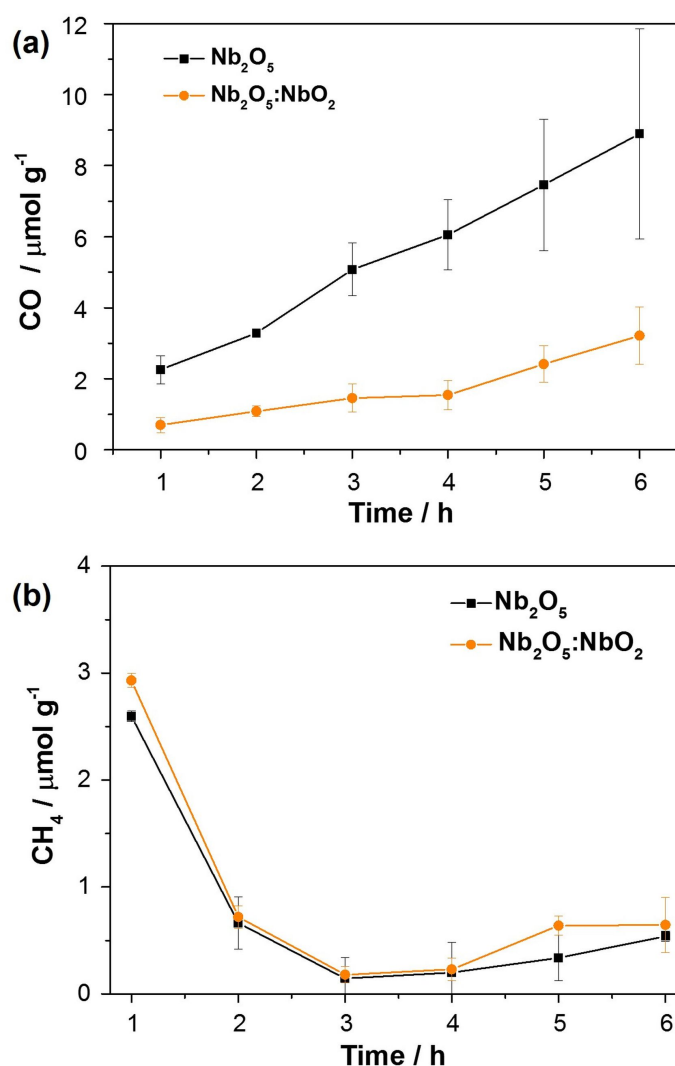 (a)
Nb₂O₅
Nb₂O₅:NbO₂
CO / μmol g⁻¹
12
10
8
6
4
2
0
1 2 3 4 5 6
Time / h
(b)
Nb₂O₅
Nb₂O₅:NbO₂
CH₄ / μmol g⁻¹
4
3
2
1
0
1 2 3 4 5 6
Time / h